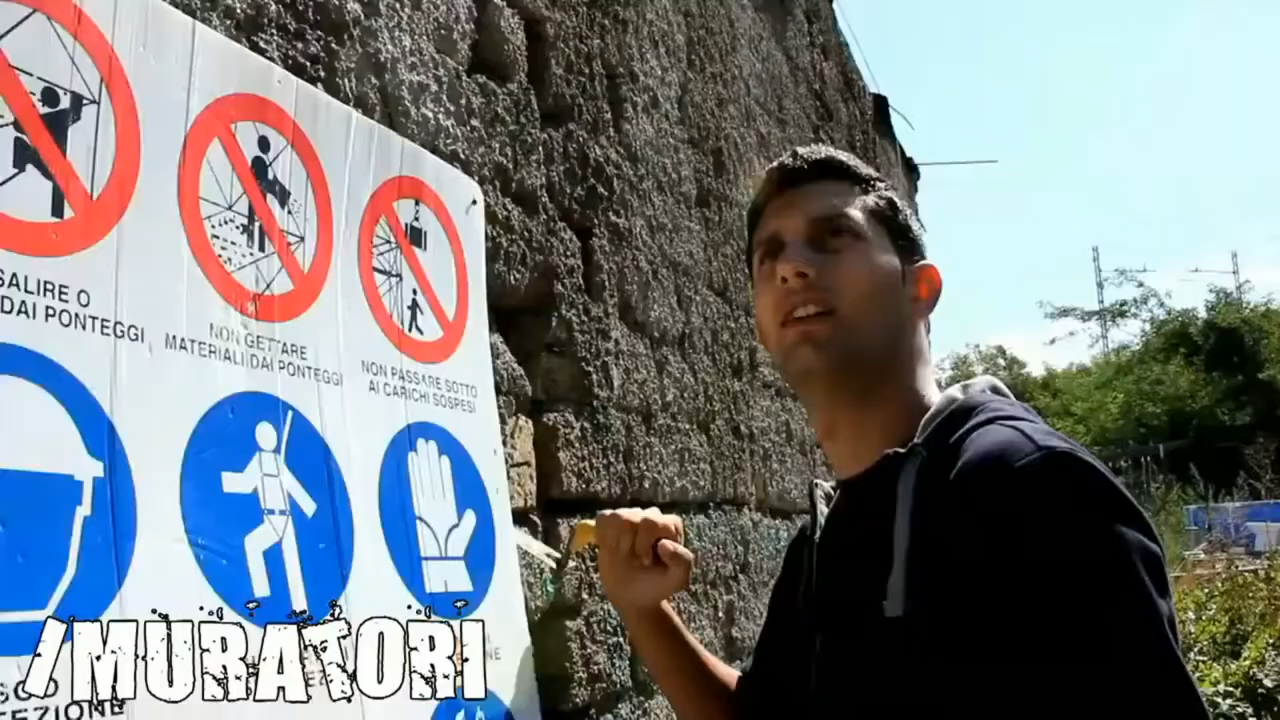 SALIRE O
DAI PONTEGGI
NON GETTARE
MATERIALI DAI PONTEGGI
NON PASSARE SOTTO
AI CARICHI SOSPESI
/MURATORI